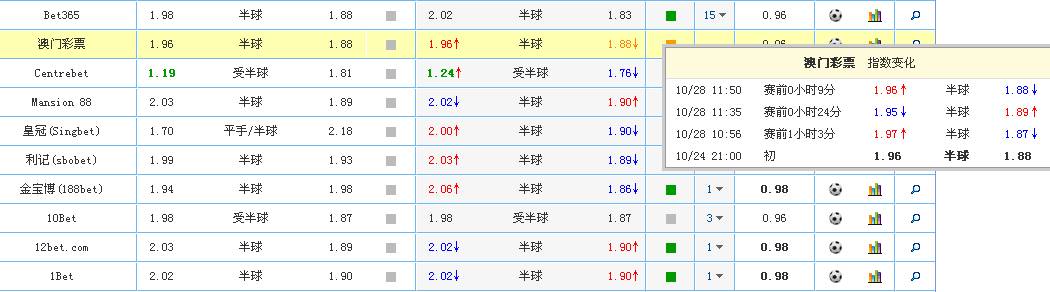 Bet365 1.98 半球 1.88 2.02 半球 1.83 15 0.96
澳门彩票 1.96 半球 1.88 1.96↑ 半球 1.88↓
Centrebet 1.19 受半球 1.81 1.24↑ 受半球 1.76↓
Mansion 88 2.03 半球 1.89 2.02↓ 半球 1.90↑
皇冠(Singbet) 1.70 平手/半球 2.18 2.00↑ 半球 1.90↓
利记(sbobet) 1.99 半球 1.93 2.03↑ 半球 1.89↓
金宝博(188bet) 1.94 半球 1.98 2.06↑ 半球 1.86↓ 1 0.98
10Bet 1.98 受半球 1.87 1.98 受半球 1.87 3 0.96
12bet.com 2.03 半球 1.89 2.02↓ 半球 1.90↑ 1 0.98
1Bet 2.02 半球 1.90 2.02↓ 半球 1.90↑ 1 0.98
澳门彩票 指数变化
10/28 11:50 赛前0小时9分 1.96↑ 半球 1.88↓
10/28 11:35 赛前0小时24分 1.95↓ 半球 1.89↑
10/28 10:56 赛前1小时3分 1.97↑ 半球 1.87↓
10/24 21:00 初 1.96 半球 1.88